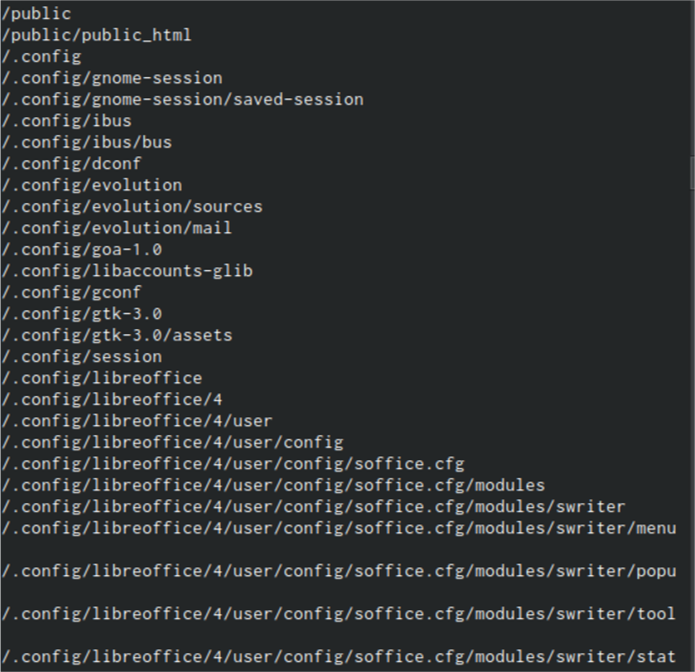 /public
/public/public_html
/.config
/.config/gnome-session
/.config/gnome-session/saved-session
/.config/ibus
/.config/ibus/bus
/.config/dconf
/.config/evolution
/.config/evolution/sources
/.config/evolution/mail
/.config/goa-1.0
/.config/libaccounts-glib
/.config/gconf
/.config/gtk-3.0
/.config/gtk-3.0/assets
/.config/session
/.config/libreoffice
/.config/libreoffice/4
/.config/libreoffice/4/user
/.config/libreoffice/4/user/config
/.config/libreoffice/4/user/config/soffice.cfg
/.config/libreoffice/4/user/config/soffice.cfg/modules
/.config/libreoffice/4/user/config/soffice.cfg/modules/swriter
/.config/libreoffice/4/user/config/soffice.cfg/modules/swriter/menu
/.config/libreoffice/4/user/config/soffice.cfg/modules/swriter/popu
/.config/libreoffice/4/user/config/soffice.cfg/modules/swriter/tool
/.config/libreoffice/4/user/config/soffice.cfg/modules/swriter/stat